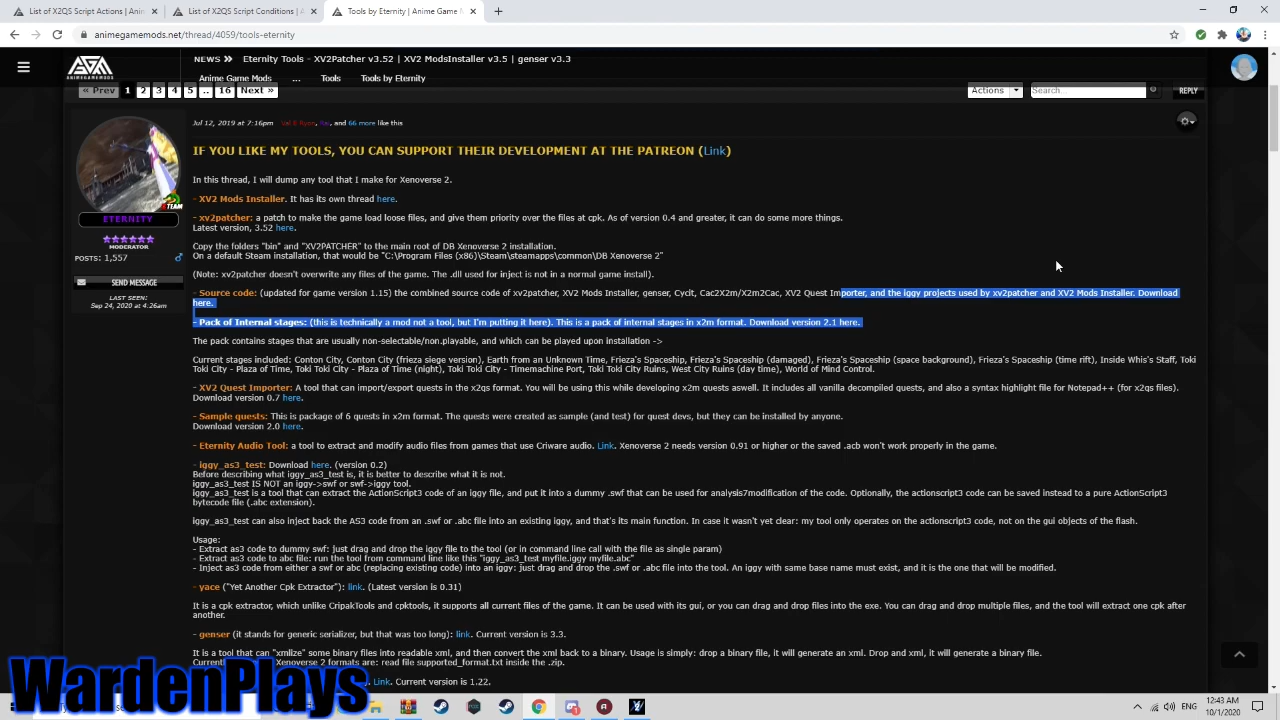 List of X2QS S
Tools
animegamemods.net/thread/4059/tools-eternity
NEWS Eternity Tools - XV2Patcher v3.52 | XV2 ModsInstaller v3.5 | genser v3.3
Anime Game Mods ... Tools Tools by Eternity
« Prev 1 2 3 4 5 .. 16 Next »
Actions Search... REPLY
Jul 12, 2019 at 7:16pm and 66 more like this
IF YOU LIKE MY TOOLS, YOU CAN SUPPORT THEIR DEVELOPMENT AT THE PATREON (Link)
In this thread, I will dump any tool that I make for Xenoverse 2.
- XV2 Mods Installer. It has its own thread here.
- xv2patcher: a patch to make the game load loose files, and give them priority over the files at cpk. As of version 0.4 and greater, it can do some more things.
Latest version, 3.52 here.
Copy the folders "bin" and "XV2PATCHER" to the main root of DB Xenoverse 2 installation.
On a default Steam installation, that would be "C:\Program Files (x86)\Steam\steamapps\common\DB Xenoverse 2"
(Note: xv2patcher doesn't overwrite any files of the game. The .dll used for inject is not in a normal game install).
- Source code: (updated for game version 1.15) the combined source code of xv2patcher, XV2 Mods Installer, genser, Cyclt, Cac2X2m/X2m2Cac, XV2 Quest Importer, and the iggy projects used by xv2patcher and XV2 Mods Installer. Download
here.
- Pack of Internal stages: (this is technically a mod not a tool, but I'm putting it here). This is a pack of internal stages in x2m format. Download version 2.1 here.
The pack contains stages that are usually non-selectable/non.playable, and which can be played upon installation ->
Current stages included: Conton City, Conton City (frieza siege version), Earth from an Unknown Time, Frieza's Spaceship, Frieza's Spaceship (damaged), Frieza's Spaceship (space background), Frieza's Spaceship (time rift), Inside Whis's Staff, Toki
Toki City - Plaza of Time, Toki Toki City - Plaza of Time (night), Toki Toki City - Timemachine Port, Toki Toki City Ruins, West City Ruins (day time), World of Mind Control.
- XV2 Quest Importer: A tool that can import/export quests in the x2qs format. You will be using this while developing x2m quests aswell. It includes all vanilla decompiled quests, and also a syntax highlight file for Notepad++ (for x2qs files).
Download version 0.7 here.
- Sample quests: This is package of 6 quests in x2m format. The quests were created as sample (and test) for quest devs, but they can be installed by anyone.
Download version 2.0 here.
- Eternity Audio Tool: a tool to extract and modify audio files from games that use Criware audio. Link. Xenoverse 2 needs version 0.91 or higher or the saved .acb won't work properly in the game.
- iggy_as3_test: Download here. (version 0.2)
Before describing what iggy_as3_test is, it is better to describe what it is not.
iggy_as3_test IS NOT an iggy->swf or swf->iggy tool.
iggy_as3_test is a tool that can extract the ActionScript3 code of an iggy file, and put it into a dummy .swf that can be used for analysis7modification of the code. Optionally, the actionscript3 code can be saved instead to a pure ActionScript3
bytecode file (.abc extension).
iggy_as3_test can also inject back the AS3 code from an .swf or .abc file into an existing iggy, and that's its main function. In case it wasn't yet clear: my tool only operates on the actionscript3 code, not on the gui objects of the flash.
Usage:
- Extract as3 code to dummy swf: just drag and drop the iggy file to the tool (or in command line call with the file as single param)
- Extract as3 code to abc file: run the tool from command line like this "iggy_as3_test myfile.iggy myfile.abc"
- Inject as3 code from either a swf or abc (replacing existing code) into an iggy: just drag and drop the .swf or .abc file into the tool. An iggy with same base name must exist, and it is the one that will be modified.
- yace ("Yet Another Cpk Extractor"): link. (Latest version is 0.31)
It is a cpk extractor, which unlike CripakTools and cpktools, it supports all current files of the game. It can be used with its gui, or you can drag and drop files into the exe. You can drag and drop multiple files, and the tool will extract one cpk after
another.
- genser (it stands for generic serializer, but that was too long): link. Current version is 3.3.
It is a tool that can "xmlize" some binary files into readable xml, and then convert the xml back to a binary. Usage is simply: drop a binary file, it will generate an xml. Drop and xml, it will generate a binary file.
Xenoverse 2 formats are: read file supported_format.txt inside the .zip.
Link. Current version is 1.22.
ETERNITY
MODERATOR
POSTS: 1,557
SEND MESSAGE
LAST SEEN:
Sep 24, 2020 at 4:26am
WardenPlays
12:43 AM
10/1/2020